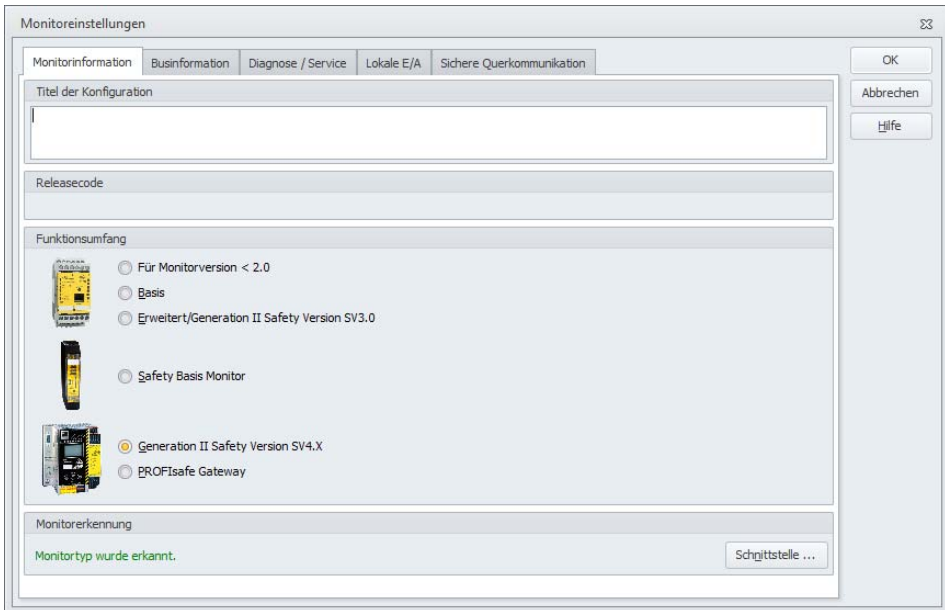 Monitoreinstellungen
Monitorinformation Businformation Diagnose / Service Lokale E/A Sichere Querkommunikation
OK
Abbrechen
Hilfe
Titel der Konfiguration
Releasecode
Funktionsumfang
Für Monitorversion < 2.0
Basis
Erweitert/Generation II Safety Version SV3.0
Safety Basis Monitor
Generation II Safety Version SV4.X
PROFIsafe Gateway
Monitorerkennung
Monitortyp wurde erkannt.
Schnittstelle ...